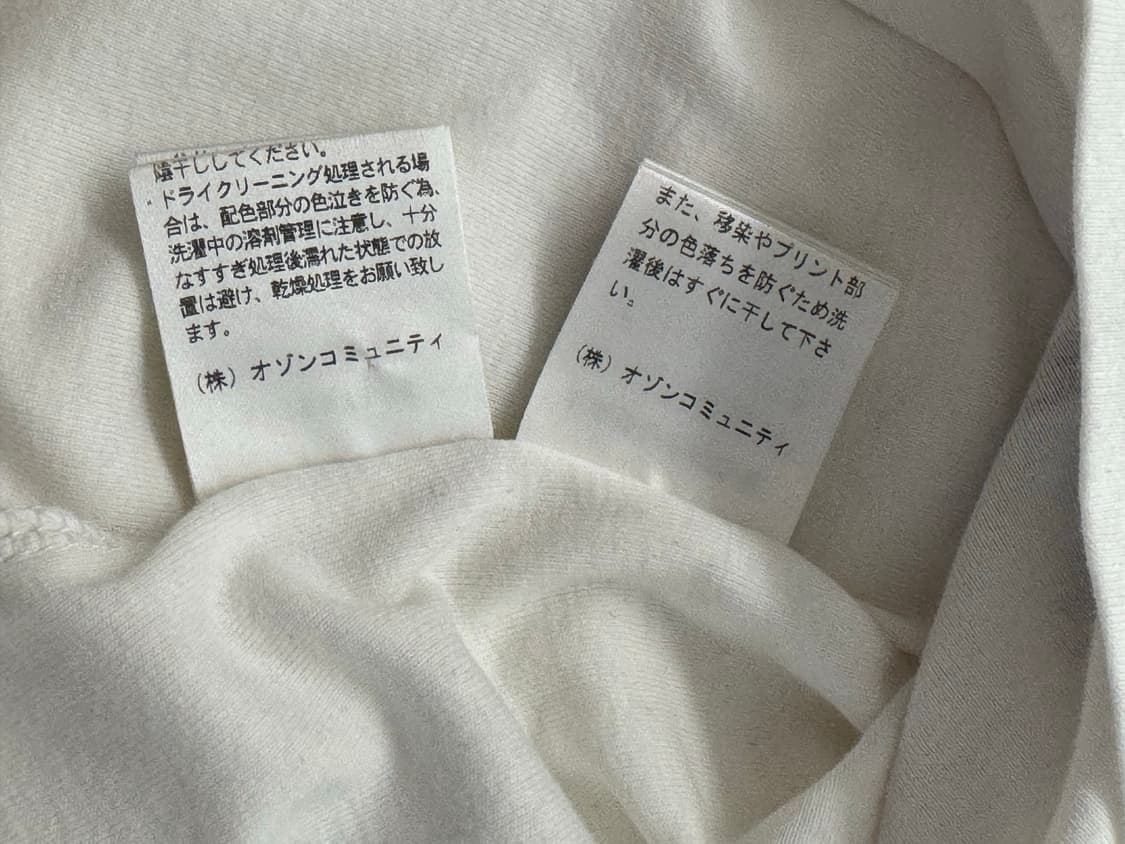 陰干ししてください。
・ドライクリーニング処理される場
合は、配色部分の色泣きを防ぐ為、
洗濯中の溶剤管理に注意し、十分
なすすぎ処理後濡れた状態での放
置は避け、乾燥処理をお願い致し
ます。
(株) オゾンコミュニティ
また、移染やプリント部
分の色落ちを防ぐため洗
濯後はすぐに干して下さ
い。
(株) オゾンコミュニティ